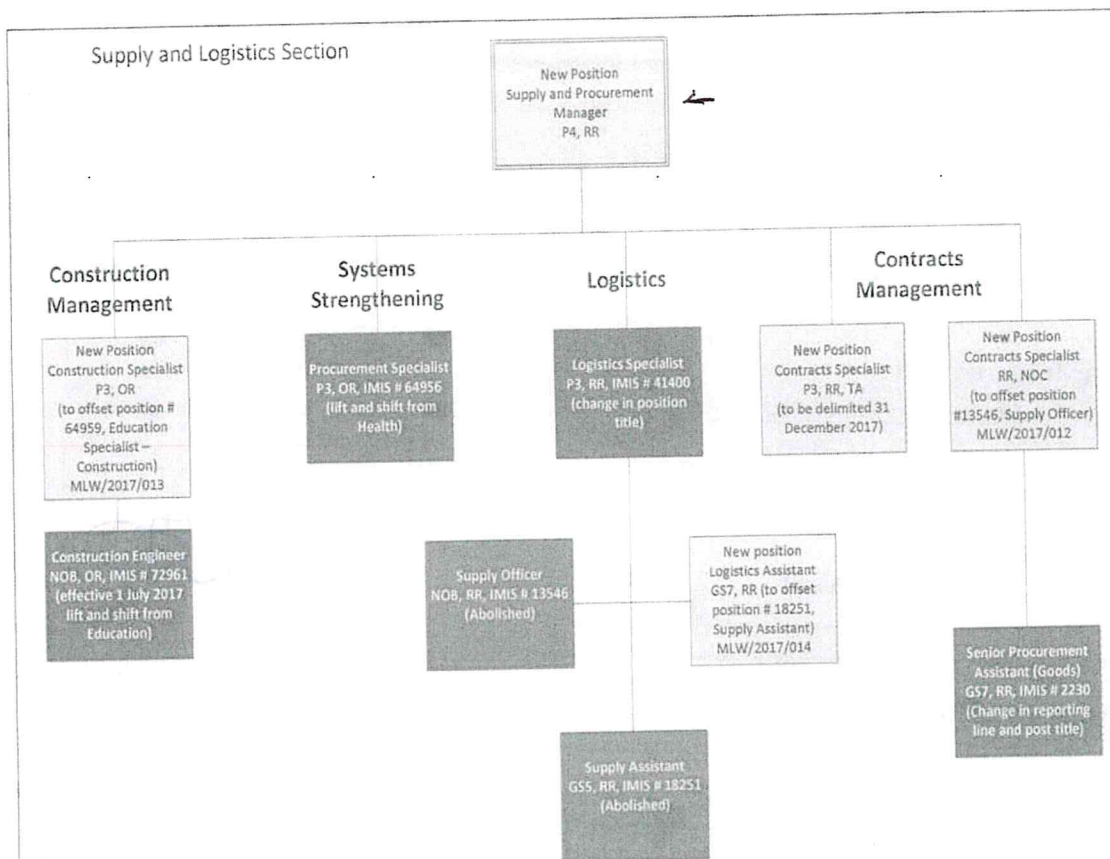 Supply and Logistics Section
New Position
Supply and Procurement
Manager
P4, RR
Construction
Management
Systems
Strengthening
Logistics
Contracts
Management
New Position
Construction Specialist
P3, OR
(to offset position #
64959, Education
Specialist –
Construction)
MLW/2017/013
Procurement Specialist
P3, OR, IMIS # 64956
(lift and shift from
Health)
Logistics Specialist
P3, RR, IMIS # 41400
(change in position
title)
New Position
Contracts Specialist
P3, RR, TA
(to be delimited 31
December 2017)
New Position
Contracts Specialist
RR, NOC
(to offset position
#13546, Supply Officer)
MLW/2017/012
Construction Engineer
NOB, OR, IMIS # 72961
(effective 1 July 2017
lift and shift from
Education)
Supply Officer
NOB, RR, IMIS # 13546
(Abolished)
New position
Logistics Assistant
GS7, RR (to offset
position # 18251,
Supply Assistant)
MLW/2017/014
Senior Procurement
Assistant (Goods)
GS7, RR, IMIS # 2230
(Change in reporting
line and post title)
Supply Assistant
GS5, RR, IMIS # 18251
(Abolished)